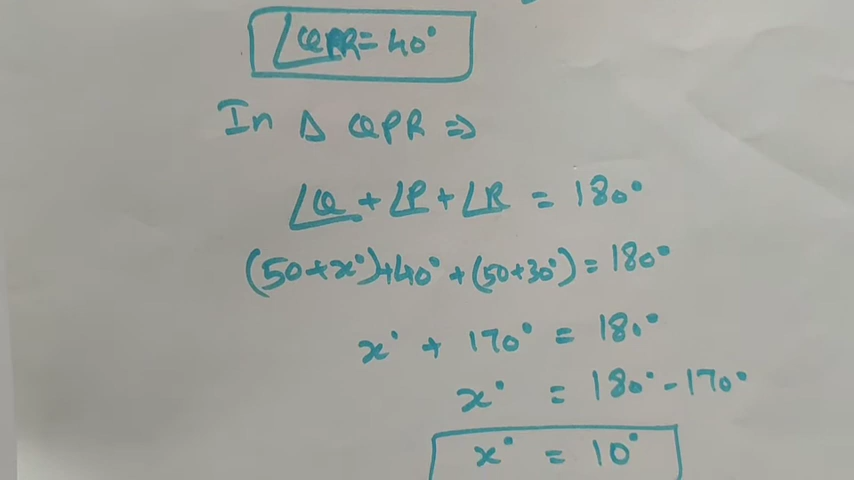 ∠QPR = 40°
In Δ QPR ⇒
∠Q + ∠P + ∠R = 180°
(50+x°)+40° + (50+30°) = 180°
x° + 170° = 180°
x° = 180° - 170°
x° = 10°